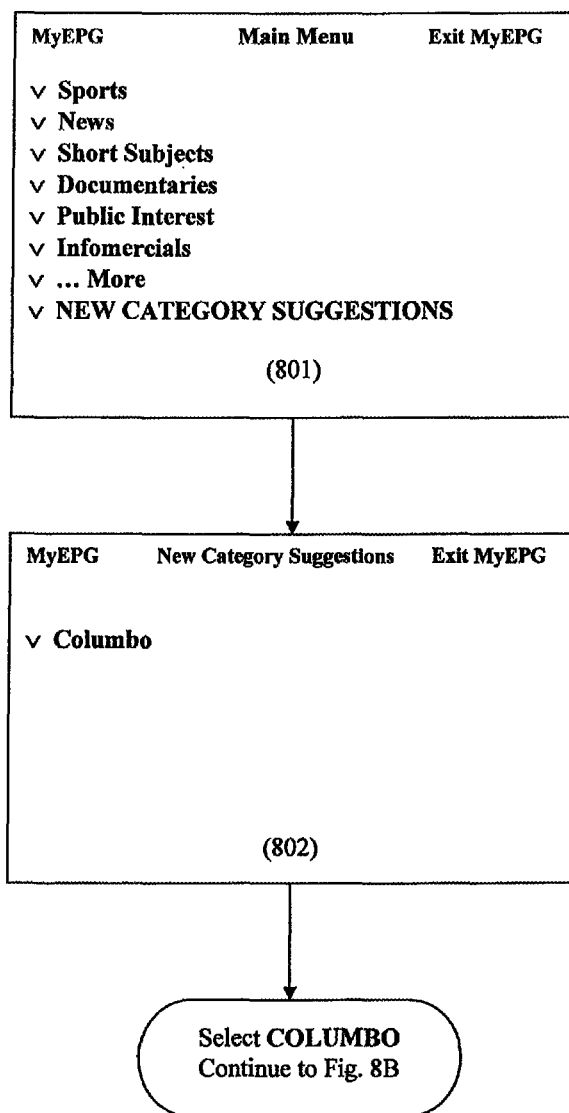 MyEPG Main Menu Exit MyEPG
v Sports
v News
v Short Subjects
v Documentaries
v Public Interest
v Infomercials
v ... More
v NEW CATEGORY SUGGESTIONS
(801)
MyEPG New Category Suggestions Exit MyEPG
v Columbo
(802)
Select COLUMBO
Continue to Fig. 8B